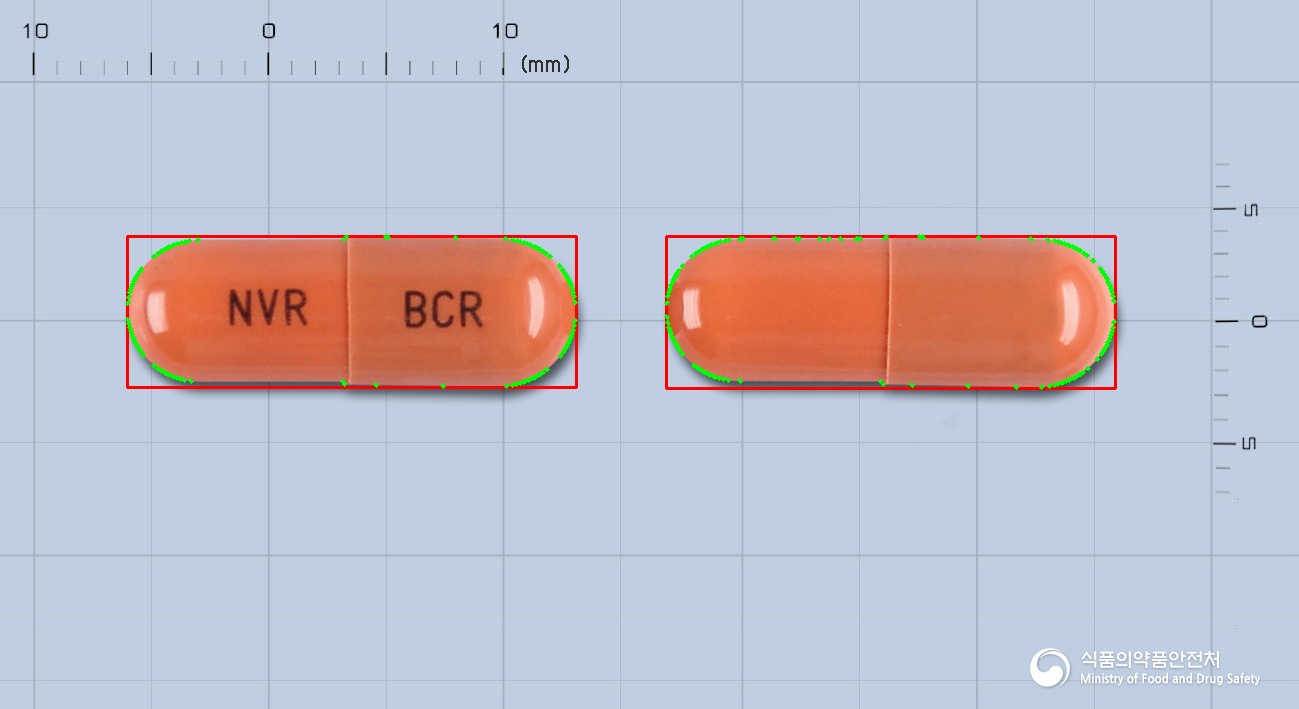 10 0 10
(mm)
5
NVR BCR
0
5
식품의약품안전처
Ministry of Food and Drug Safety